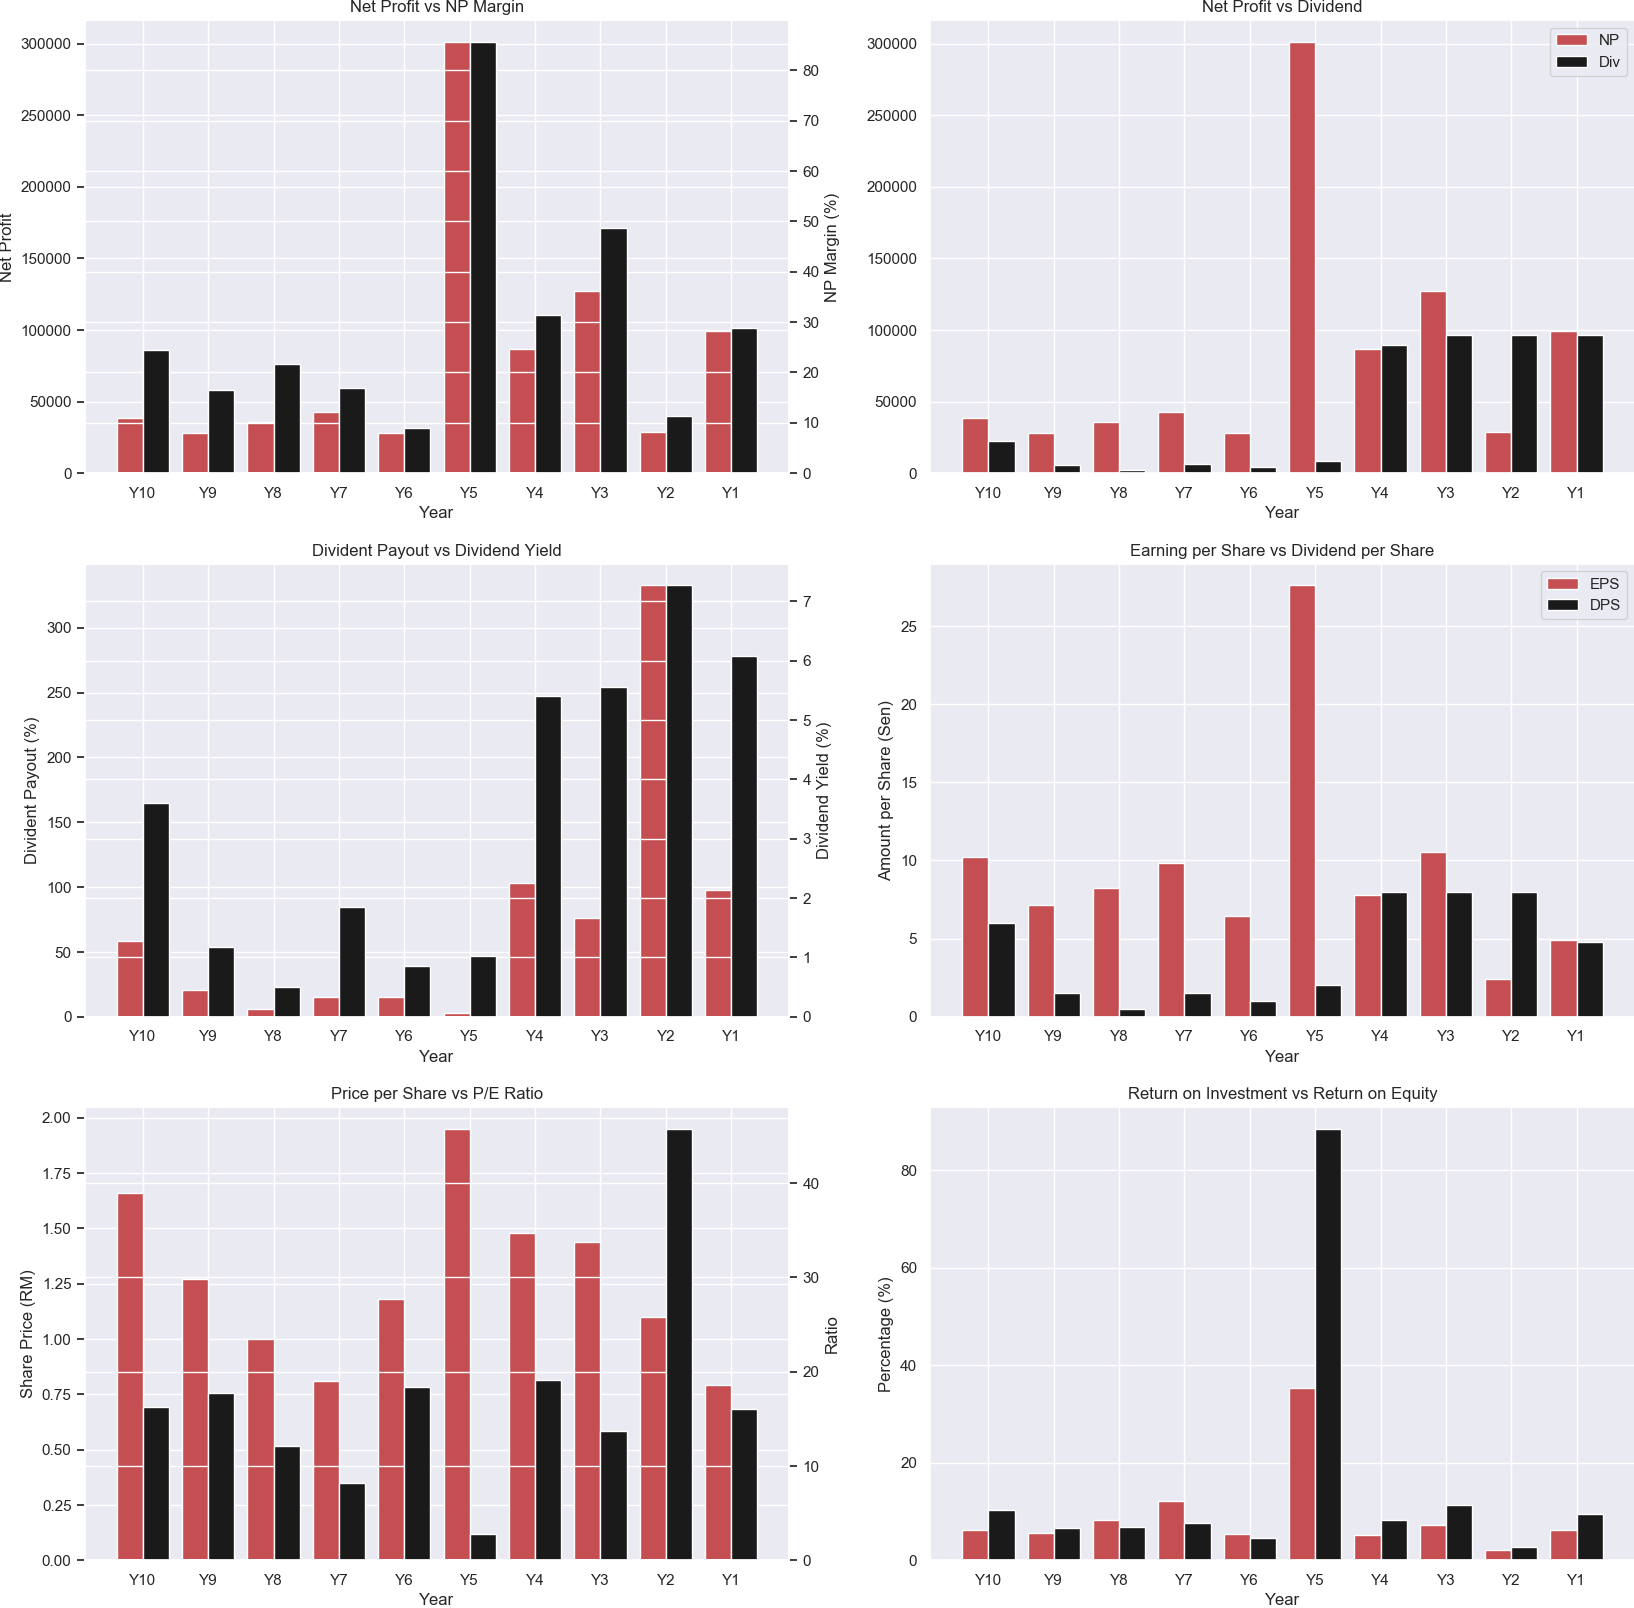 Net Profit vs NP Margin
Net Profit
300000
250000
200000
150000
100000
50000
0
80
70
60
50
40
30
20
10
0
NP Margin (%)
Y10 Y9 Y8 Y7 Y6 Y5 Y4 Y3 Y2 Y1
Year
Net Profit vs Dividend
NP
Div
300000
250000
200000
150000
100000
50000
0
Y10 Y9 Y8 Y7 Y6 Y5 Y4 Y3 Y2 Y1
Year
Divident Payout vs Dividend Yield
Divident Payout (%)
300
250
200
150
100
50
0
7
6
5
4
3
2
1
0
Dividend Yield (%)
Y10 Y9 Y8 Y7 Y6 Y5 Y4 Y3 Y2 Y1
Year
Earning per Share vs Dividend per Share
EPS
DPS
Amount per Share (Sen)
25
20
15
10
5
0
Y10 Y9 Y8 Y7 Y6 Y5 Y4 Y3 Y2 Y1
Year
Price per Share vs P/E Ratio
Share Price (RM)
2.00
1.75
1.50
1.25
1.00
0.75
0.50
0.25
0.00
40
30
20
10
0
Ratio
Y10 Y9 Y8 Y7 Y6 Y5 Y4 Y3 Y2 Y1
Year
Return on Investment vs Return on Equity
Percentage (%)
80
60
40
20
0
Y10 Y9 Y8 Y7 Y6 Y5 Y4 Y3 Y2 Y1
Year